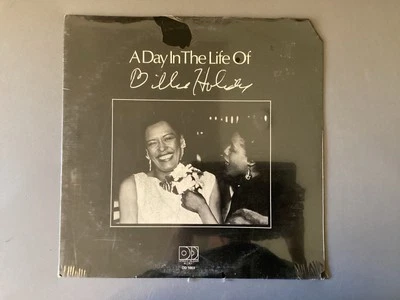 A Day In The Life Of
Billie Holiday